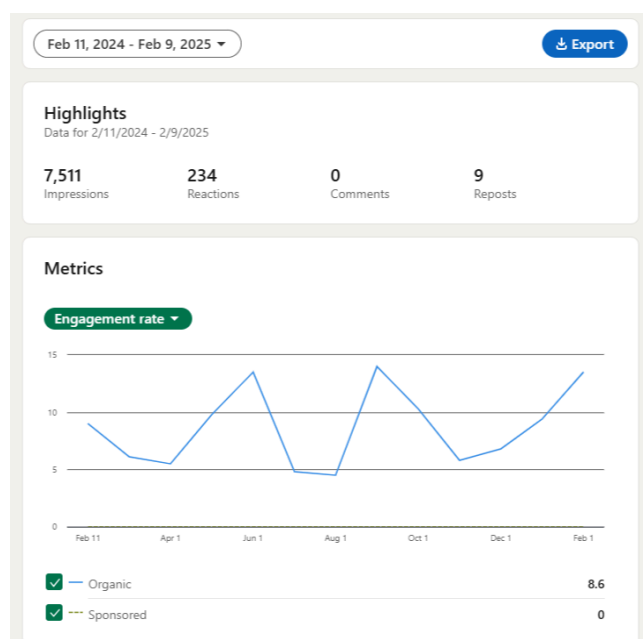 Feb 11, 2024 - Feb 9, 2025
Export
Highlights
Data for 2/11/2024 - 2/9/2025
7,511 234 0 9
Impressions Reactions Comments Reposts
Metrics
Engagement rate
15
10
5
0
Feb 11 Apr 1 Jun 1 Aug 1 Oct 1 Dec 1 Feb 1
Organic 8.6
Sponsored 0